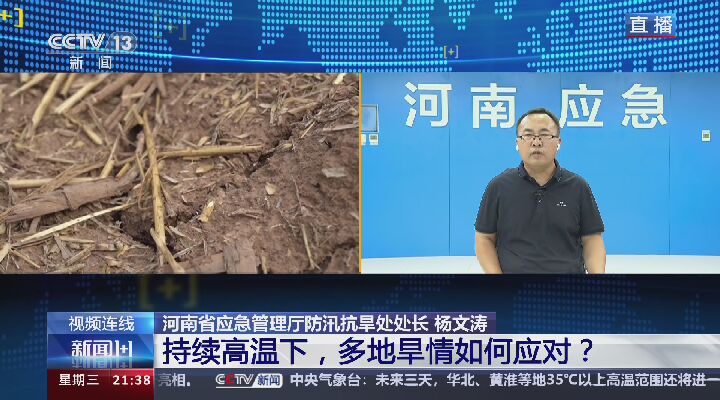 CCTV 13
新闻
直播
河南 应急
视频连线
河南省应急管理厅防汛抗旱处处长 杨文涛
新闻1+1
持续高温下，多地旱情如何应对？
星期三 21:38 亮相。 CCTV新闻 中央气象台：未来三天，华北、黄淮等地35℃以上高温范围还将进一